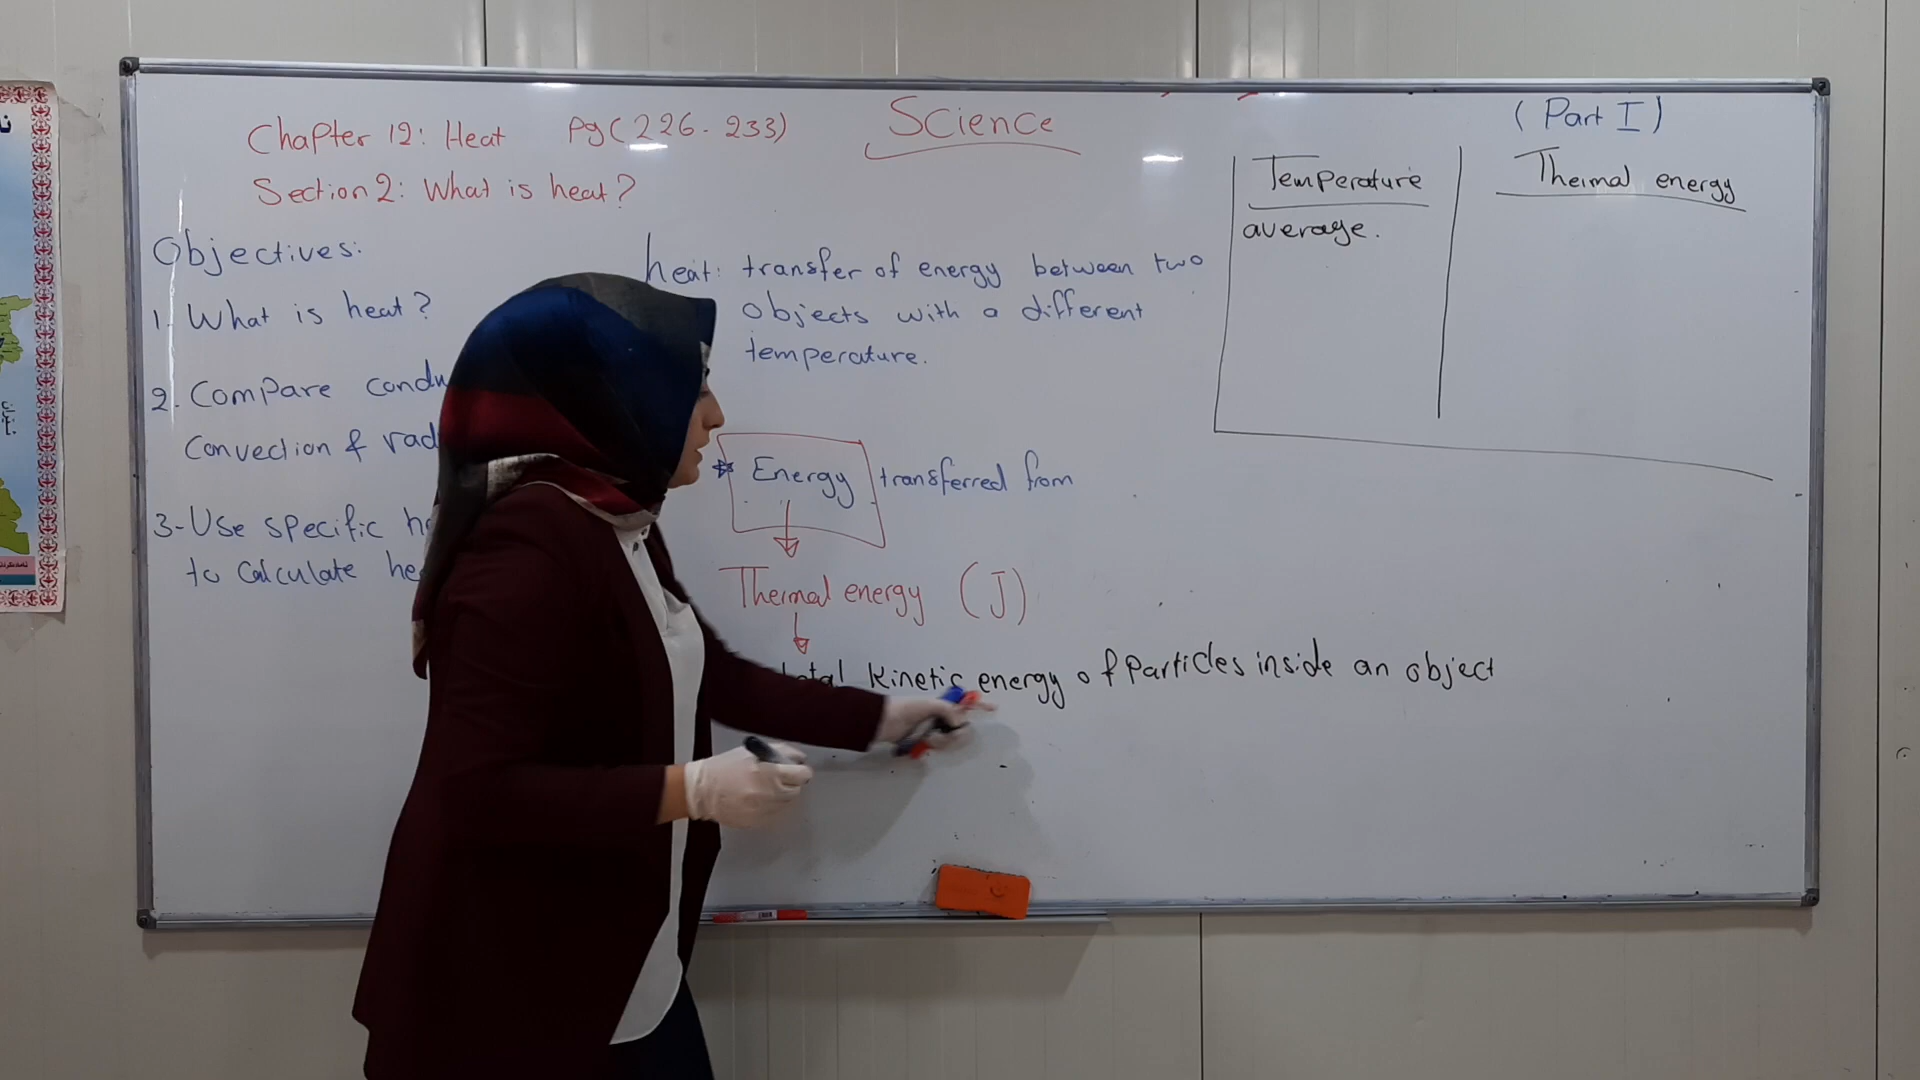 Science
(Part I)
Chapter 12: Heat Pg(226-233)
Section 2: What is heat?
Objectives:
1. What is heat?
2. Compare
Convection &
3-Use specific
to calculate
heat: transfer of energy between two
objects with a different
temperature.
* Energy transferred from
Thermal energy (J)
total kinetic energy of particles inside an object
Temperature
average.
Thermal energy